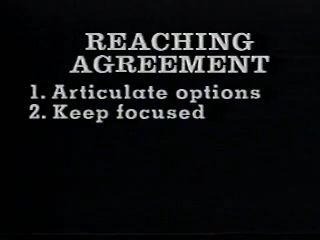 REACHING
AGREEMENT
1. Articulate options
2. Keep focused